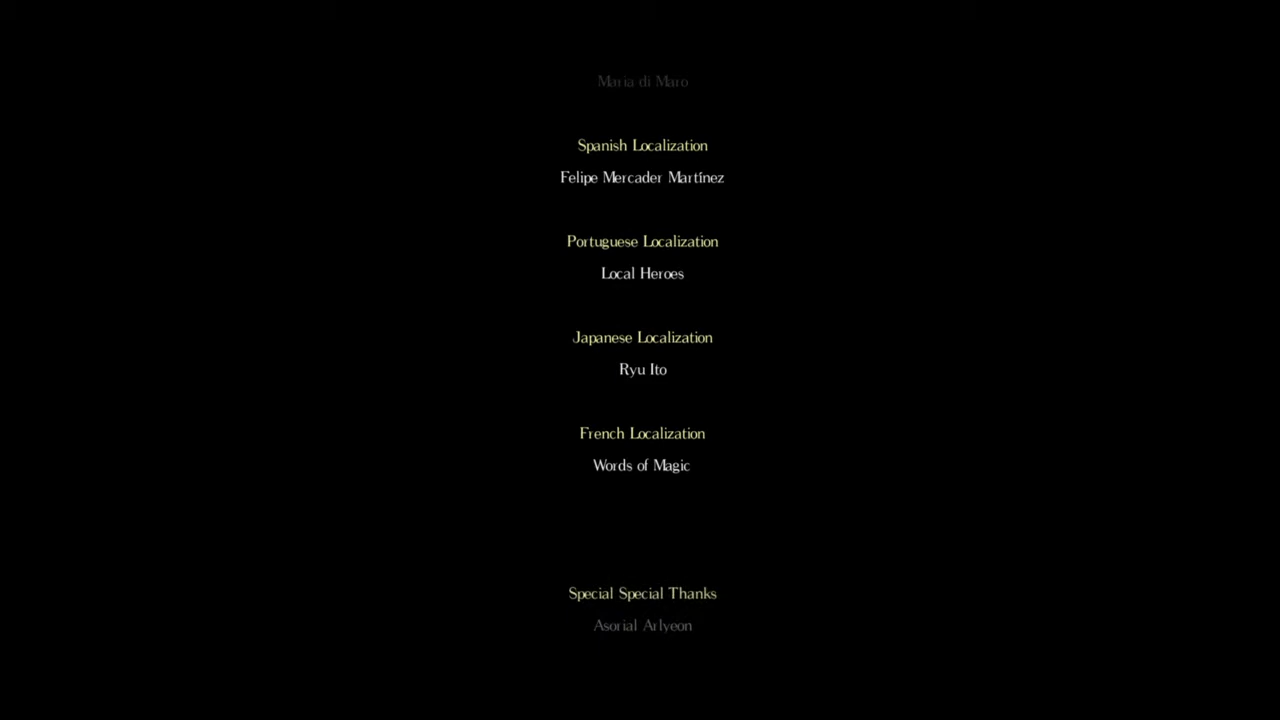 Maria di Maro
Spanish Localization
Felipe Mercader Martínez
Portuguese Localization
Local Heroes
Japanese Localization
Ryu Ito
French Localization
Words of Magic
Special Special Thanks
Asorial Arlyeon